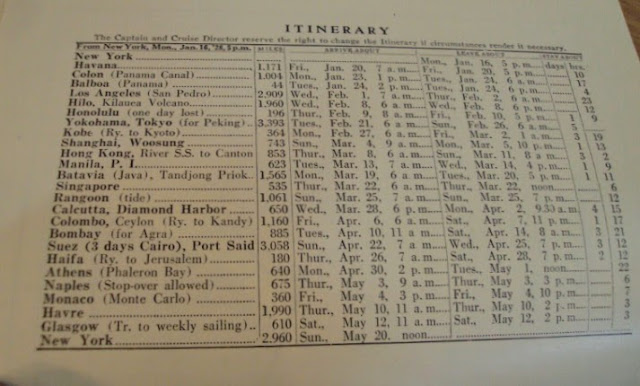 ITINERARY
The Captain and Cruise Director reserve the right to change the Itinerary if circumstances render it necessary.
From New York, Mon., Jan. 16, '28, 5 p.m. MILES ARRIVE ABOUT LEAVE ABOUT STAY ABOUT
New York Mon., Jan. 16, 5 p.m. days hrs.
Havana 1,171 Fri., Jan. 20, 7 a.m. Fri., Jan. 20, 5 p.m. 10
Colon (Panama Canal) 1,004 Mon., Jan. 23, 1 p.m. Tues., Jan. 24, 6 a.m. 17
Balboa (Panama) 44 Tues., Jan. 24, 2 p.m. Tues., Jan. 24, 6 p.m. 4
Los Angeles (San Pedro) 2,909 Wed., Feb. 1, 7 a.m. Thur., Feb. 2, 6 a.m. 23
Hilo, Kilauea Volcano 1,960 Wed., Feb. 8, 6 a.m. Wed., Feb. 8, 6 p.m. 12
Honolulu (one day lost) 196 Thur., Feb. 9, 8 a.m. Fri., Feb. 10, 5 p.m. 1 9
Yokohama, Tokyo (for Peking) 3,393 Tues., Feb. 21, 6 a.m. Sun., Feb. 26, 6 a.m. 5
Kobe (Ry. to Kyoto) 364 Mon., Feb. 27, 6 a.m. Fri., Mar. 2, 1 a.m. 3 19
Shanghai, Woosung 743 Sun., Mar. 4, 9 a.m. Mon., Mar. 5, 10 p.m. 1 13
Hong Kong, River S.S. to Canton 853 Thur., Mar. 8, 6 a.m. Sun., Mar. 11, 8 a.m. 3 2
Manila, P. I. 623 Tues., Mar. 13, 7 a.m. Wed., Mar. 14, 4 p.m. 1 9
Batavia (Java), Tandjong Priok 1,565 Mon., Mar. 19, 6 a.m. Tues., Mar. 20, 5 p.m. 1 11
Singapore 535 Thur., Mar. 22, 6 a.m. Thur., Mar. 22, noon 6
Rangoon (tide) 1,061 Sun., Mar. 25, 7 a.m. Sun., Mar. 25, 7 p.m. 12
Calcutta, Diamond Harbor 650 Wed., Mar. 28, 6 p.m. Mon., Apr. 2, 9:30 a.m. 4 15
Colombo, Ceylon (Ry. to Kandy) 1,160 Fri., Apr. 6, 6 a.m. Sat., Apr. 7, 11 p.m. 1 17
Bombay (for Agra) 885 Tues., Apr. 10, 11 a.m. Sat., Apr. 14, 8 a.m. 3 21
Suez (3 days Cairo), Port Said 3,058 Sun., Apr. 22, 7 a.m. Wed., Apr. 25, 7 p.m. 3 12
Haifa (Ry. to Jerusalem) 180 Thur., Apr. 26, 7 a.m. Sat., Apr. 28, 7 p.m. 2 12
Athens (Phaleron Bay) 640 Mon., Apr. 30, 2 p.m. Tues., May 1, noon 22
Naples (Stop-over allowed) 675 Thur., May 3, 9 a.m. Thur., May 3, 3 p.m. 6
Monaco (Monte Carlo) 360 Fri., May 4, 3 p.m. Fri., May 4, 10 p.m. 7
Havre 1,990 Thur., May 10, 11 a.m. Thur., May 10, 2 p.m. 3
Glasgow (Tr. to weekly sailing) 610 Sat., May 12, 11 a.m. Sat., May 12, 2 p.m. 3
New York 2,960 Sun., May 20, noon